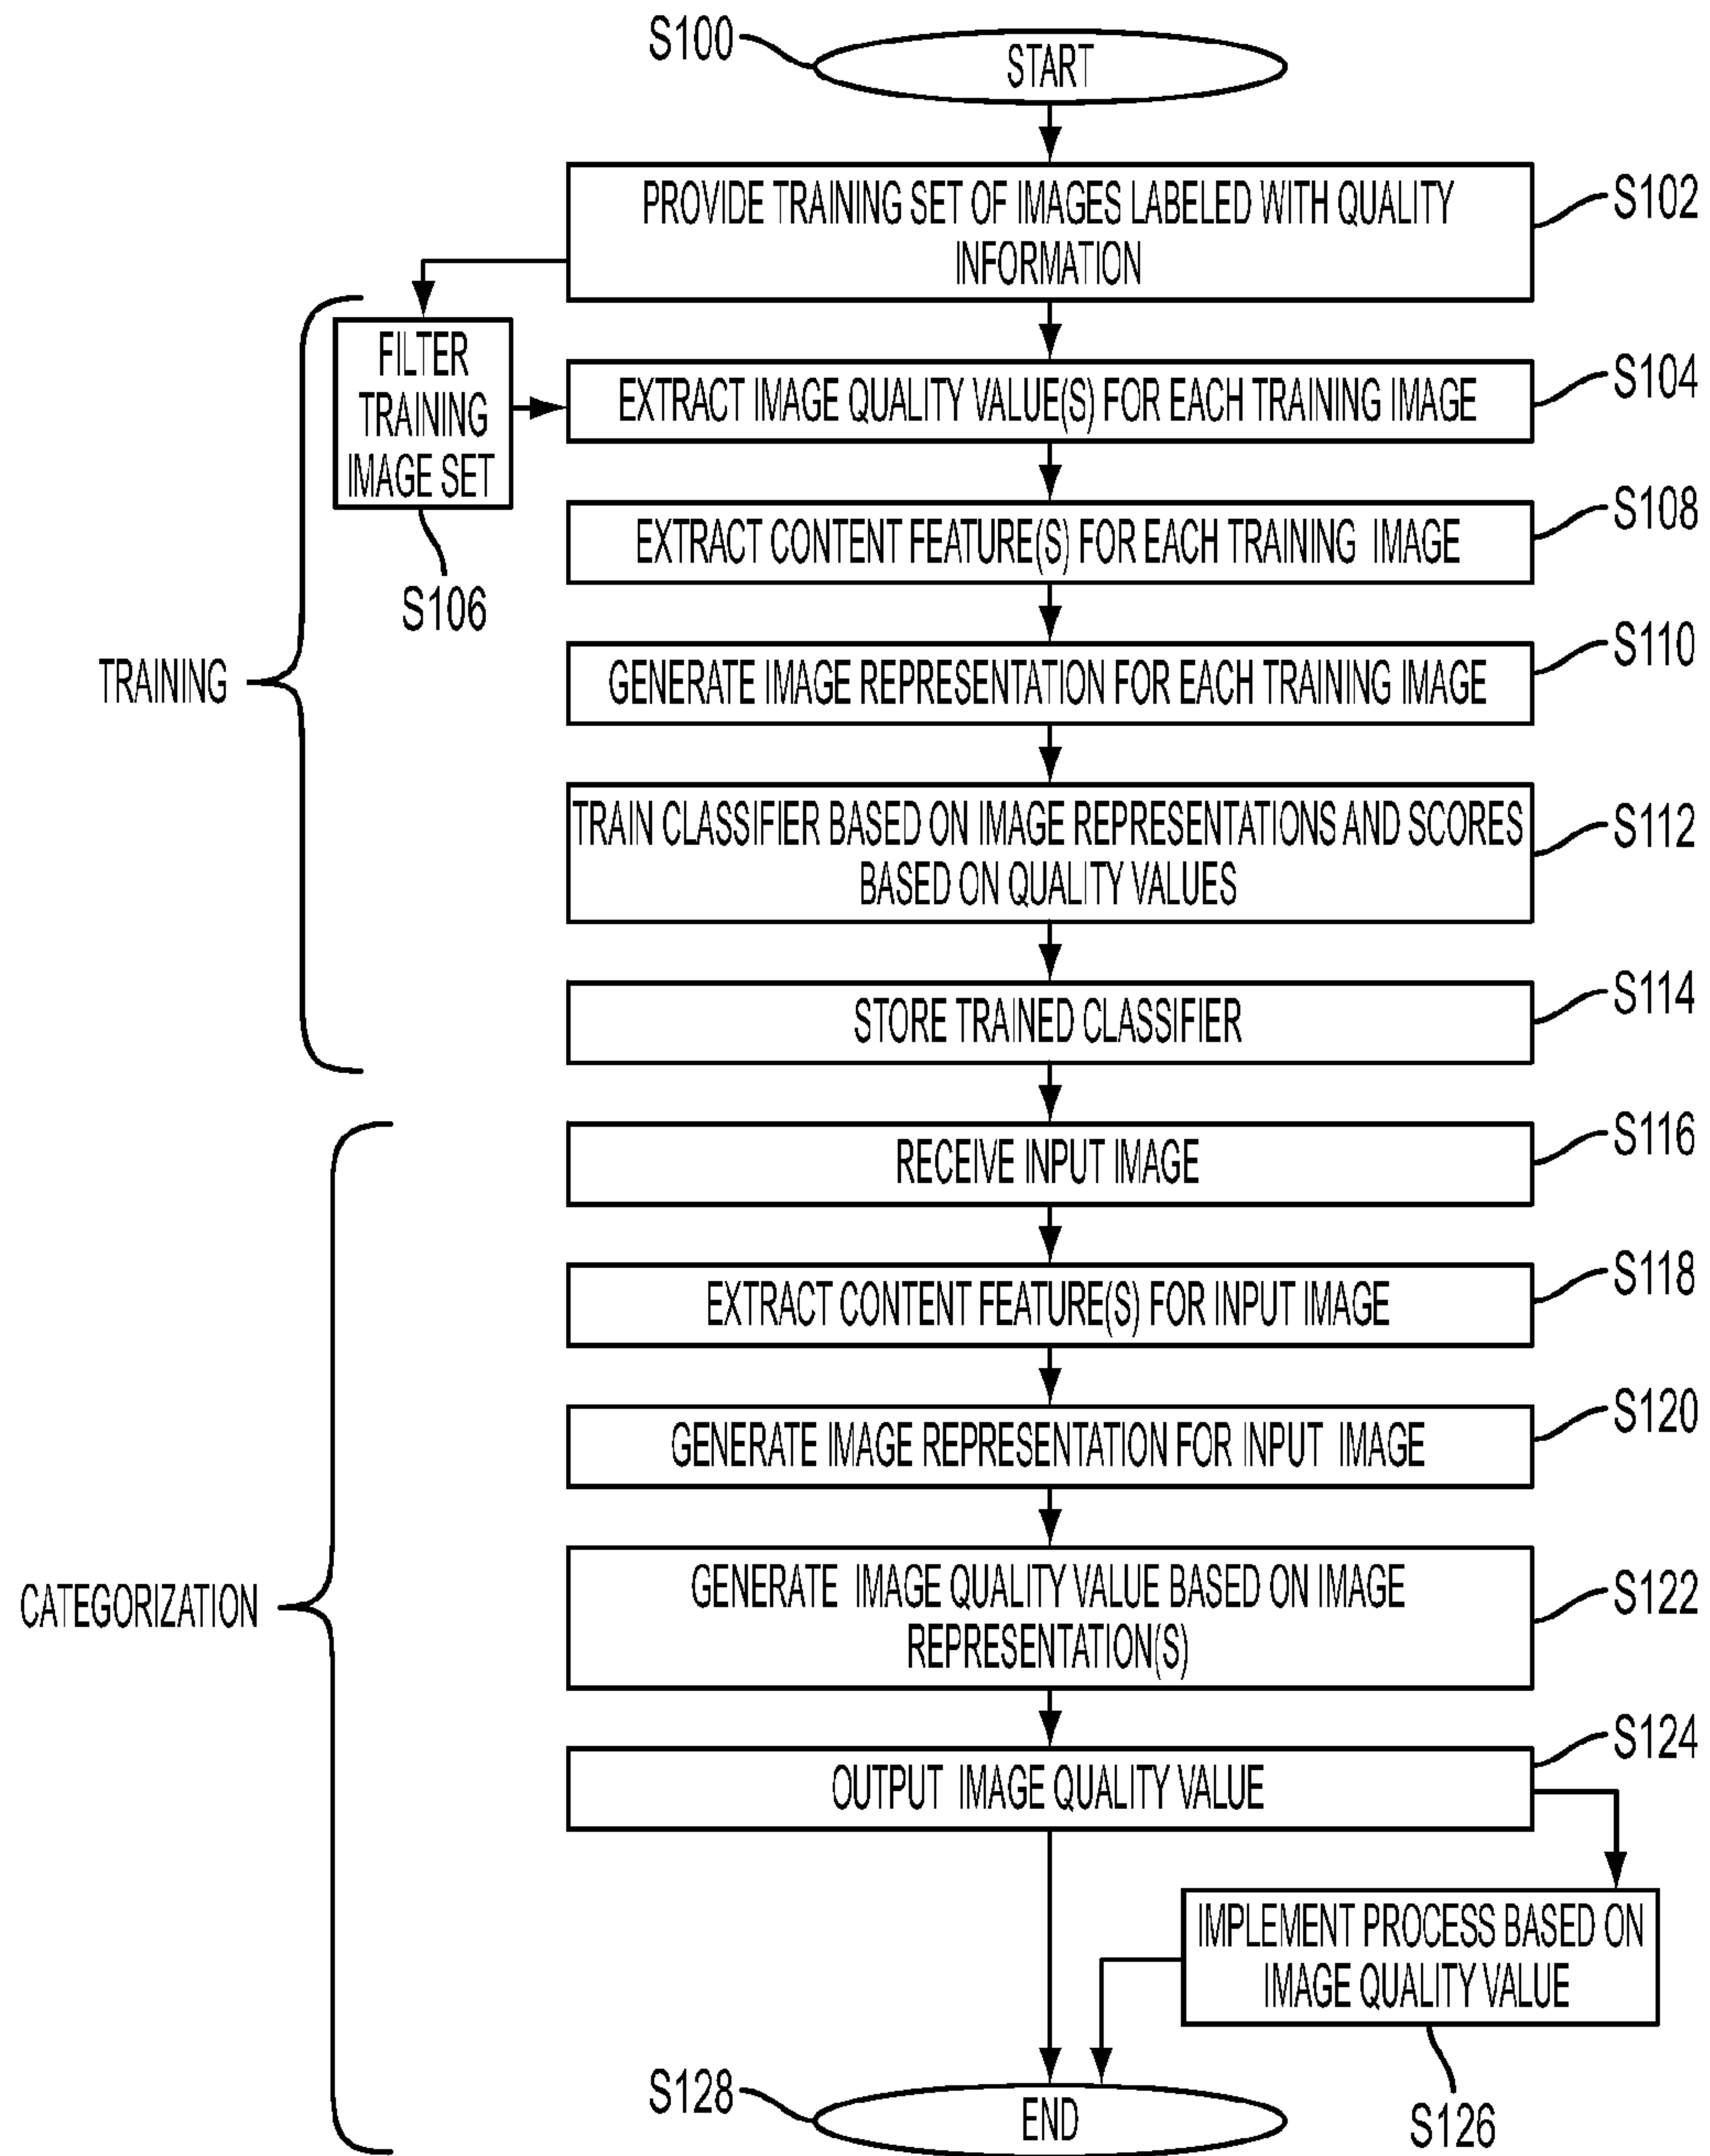 S100
START
PROVIDE TRAINING SET OF IMAGES LABELED WITH QUALITY
INFORMATION
S102
FILTER
TRAINING
IMAGE SET
S106
EXTRACT IMAGE QUALITY VALUE(S) FOR EACH TRAINING IMAGE
S104
EXTRACT CONTENT FEATURE(S) FOR EACH TRAINING IMAGE
S108
TRAINING
GENERATE IMAGE REPRESENTATION FOR EACH TRAINING IMAGE
S110
TRAIN CLASSIFIER BASED ON IMAGE REPRESENTATIONS AND SCORES
BASED ON QUALITY VALUES
S112
STORE TRAINED CLASSIFIER
S114
RECEIVE INPUT IMAGE
S116
EXTRACT CONTENT FEATURE(S) FOR INPUT IMAGE
S118
GENERATE IMAGE REPRESENTATION FOR INPUT IMAGE
S120
CATEGORIZATION
GENERATE IMAGE QUALITY VALUE BASED ON IMAGE
REPRESENTATION(S)
S122
OUTPUT IMAGE QUALITY VALUE
S124
IMPLEMENT PROCESS BASED ON
IMAGE QUALITY VALUE
S126
S128
END